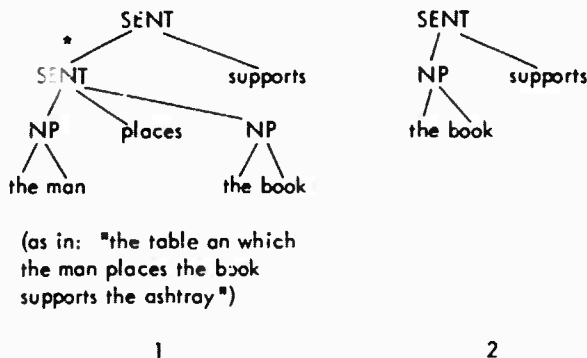 SENT SENT
*
SENT supports NP supports
NP places NP the book
the man the book
(as in: "the table an which
the man places the book
supports the ashtray")
1 2